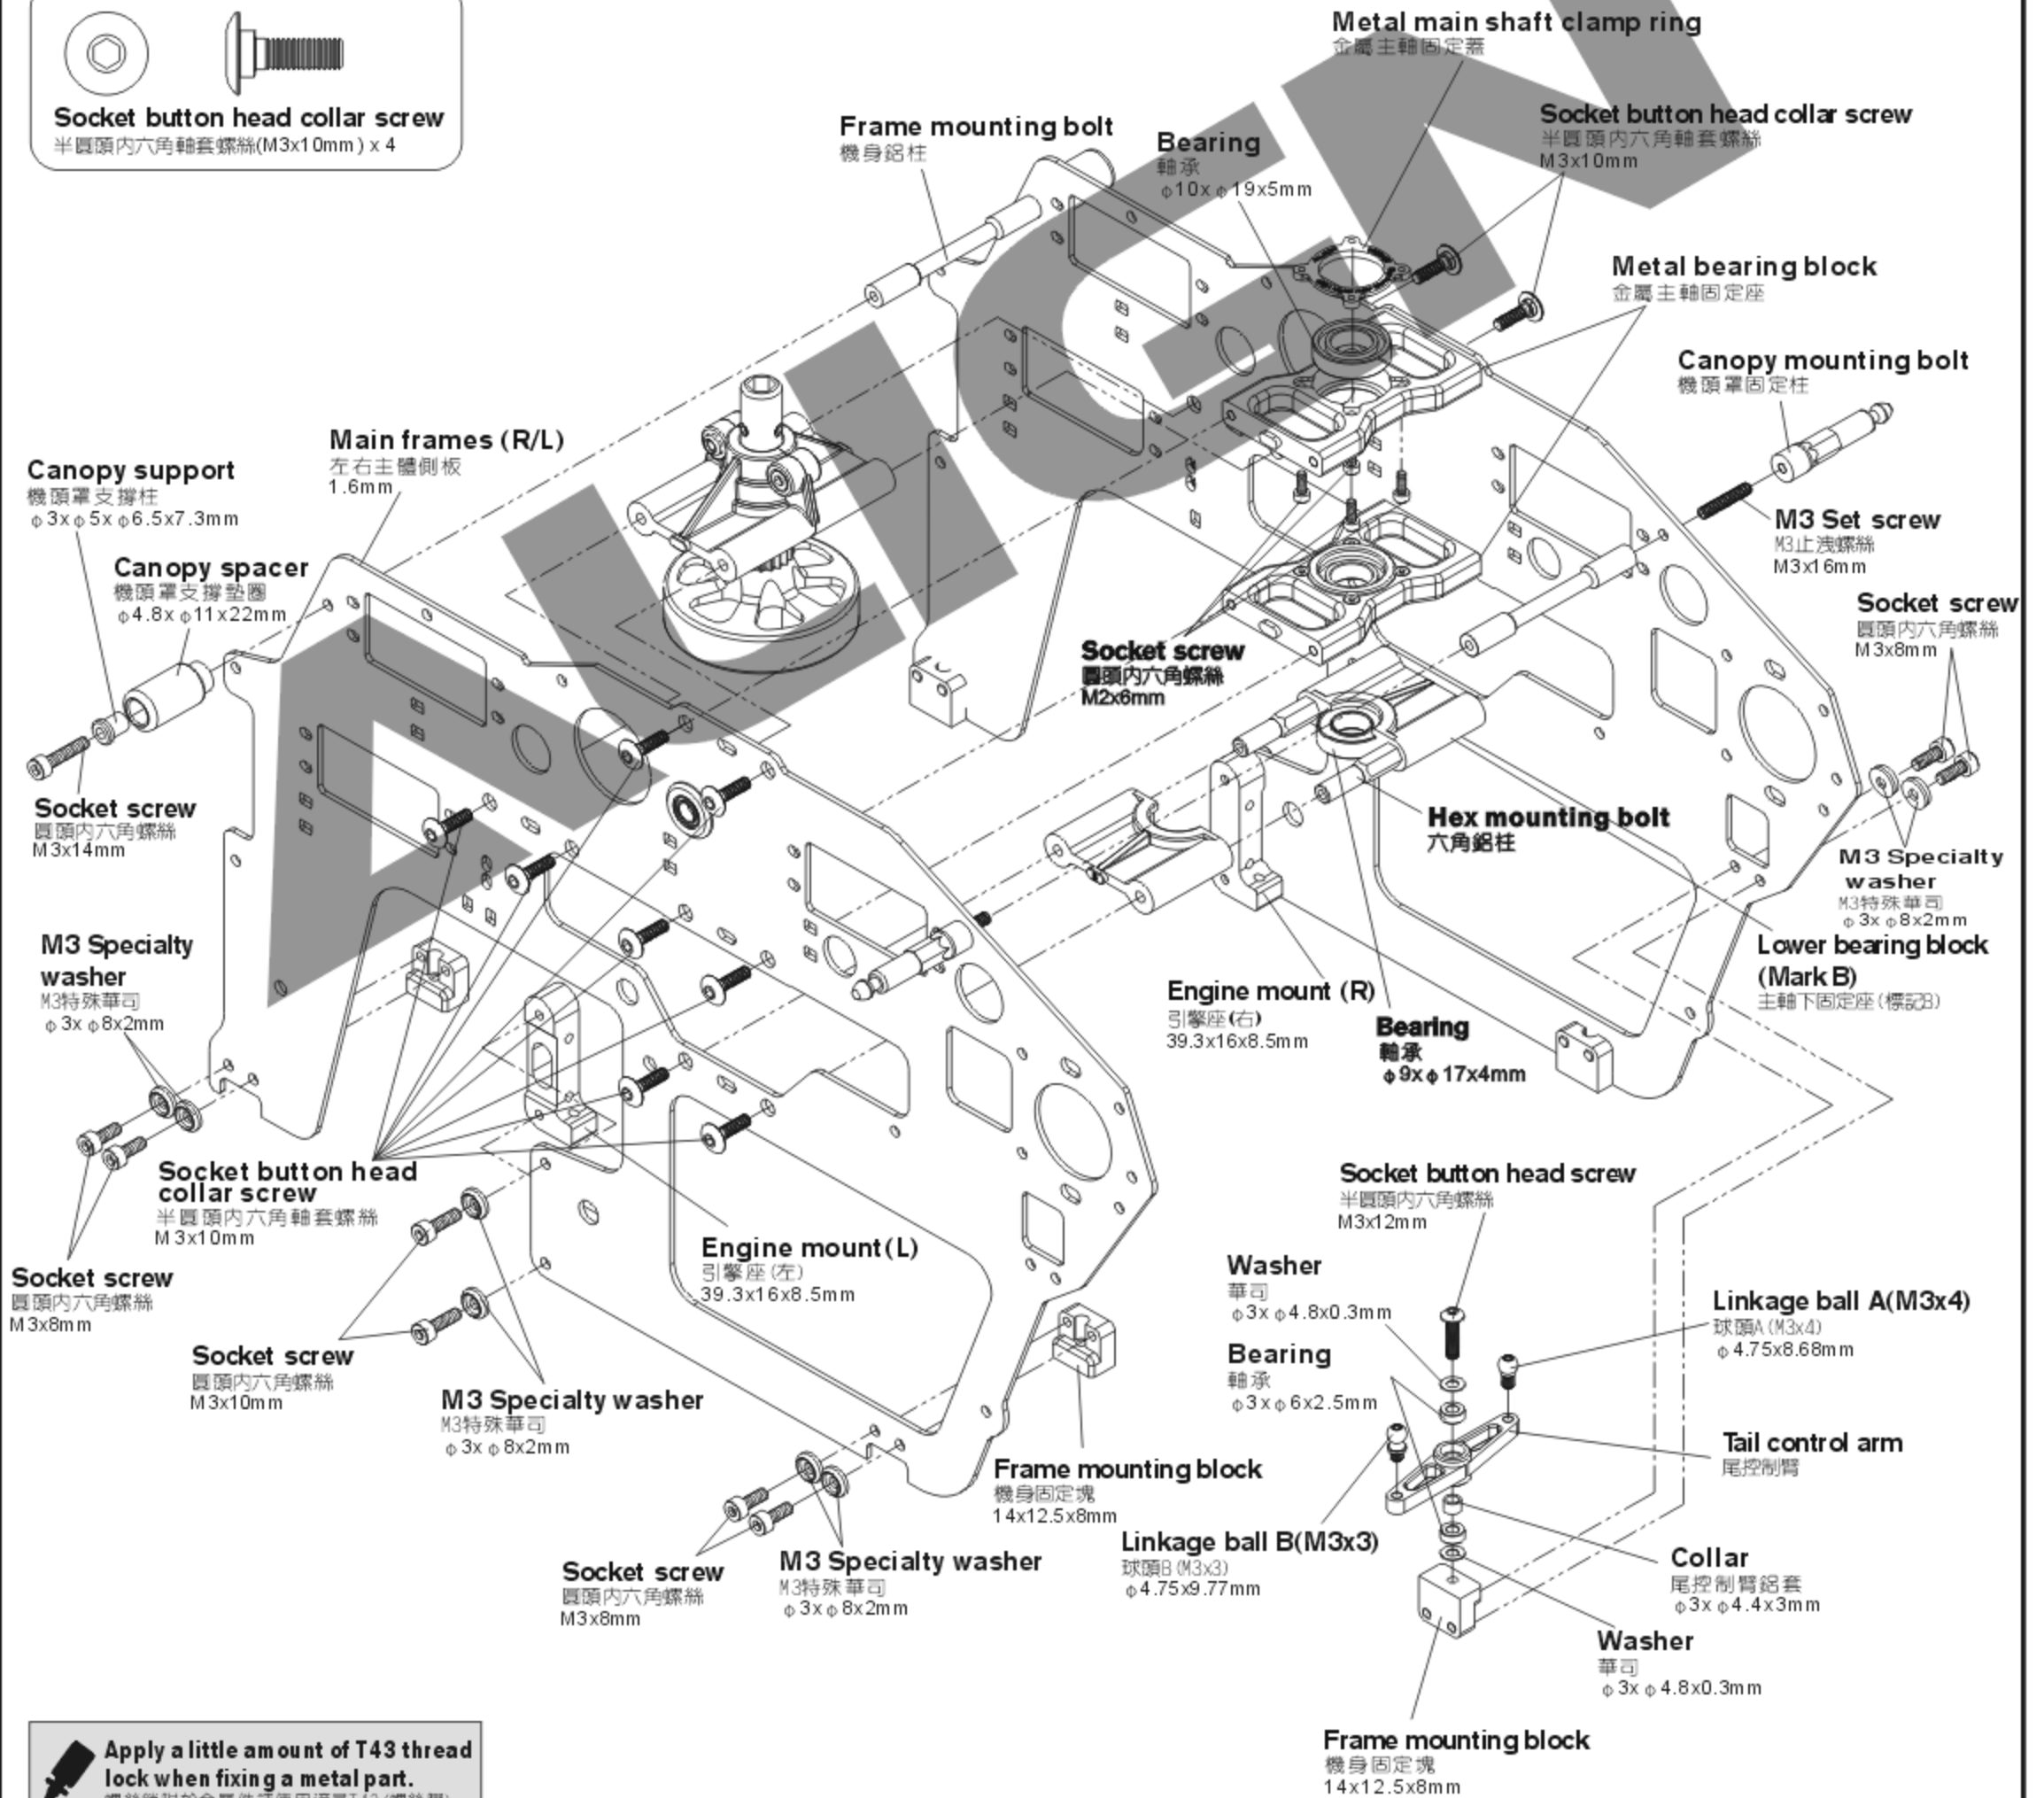 Socket button head collar screw
半圓頭內六角軸套螺絲(M3x10mm) x 4
Metal main shaft clamp ring
金屬主軸固定蓋
Frame mounting bolt
機身鋁柱
Bearing
軸承
φ10xφ19x5mm
Socket button head collar screw
半圓頭內六角軸套螺絲
M3x10mm
Metal bearing block
金屬主軸固定座
Canopy mounting bolt
機頭罩固定柱
Main frames (R/L)
左右主體側板
1.6mm
Canopy support
機頭罩支撐柱
φ3xφ5xφ6.5x7.3mm
Canopy spacer
機頭罩支撐墊圈
φ4.8xφ11x22mm
M3 Set screw
M3止洩螺絲
M3x16mm
Socket screw
圓頭內六角螺絲
M3x8mm
Socket screw
圓頭內六角螺絲
M2x6mm
Socket screw
圓頭內六角螺絲
M3x14mm
Hex mounting bolt
六角鋁柱
M3 Specialty
washer
M3特殊華司
φ3xφ8x2mm
M3 Specialty
washer
M3特殊華司
φ3xφ8x2mm
Lower bearing block
(Mark B)
主軸下固定座(標記B)
Engine mount (R)
引擎座(右)
39.3x16x8.5mm
Bearing
軸承
φ9xφ17x4mm
Socket button head
collar screw
半圓頭內六角軸套螺絲
M3x10mm
Socket screw
圓頭內六角螺絲
M3x8mm
Engine mount(L)
引擎座(左)
39.3x16x8.5mm
Socket button head screw
半圓頭內六角螺絲
M3x12mm
Washer
華司
φ3xφ4.8x0.3mm
Linkage ball A(M3x4)
球頭A(M3x4)
φ4.75x8.68mm
Bearing
軸承
φ3xφ6x2.5mm
Socket screw
圓頭內六角螺絲
M3x10mm
M3 Specialty washer
M3特殊華司
φ3xφ8x2mm
Tail control arm
尾控制臂
Frame mounting block
機身固定塊
14x12.5x8mm
Linkage ball B(M3x3)
球頭B(M3x3)
φ4.75x9.77mm
Socket screw
圓頭內六角螺絲
M3x8mm
M3 Specialty washer
M3特殊華司
φ3xφ8x2mm
Collar
尾控制臂鋁套
φ3xφ4.4x3mm
Washer
華司
φ3xφ4.8x0.3mm
Frame mounting block
機身固定塊
14x12.5x8mm
Apply a little amount of T43 thread
lock when fixing a metal part.